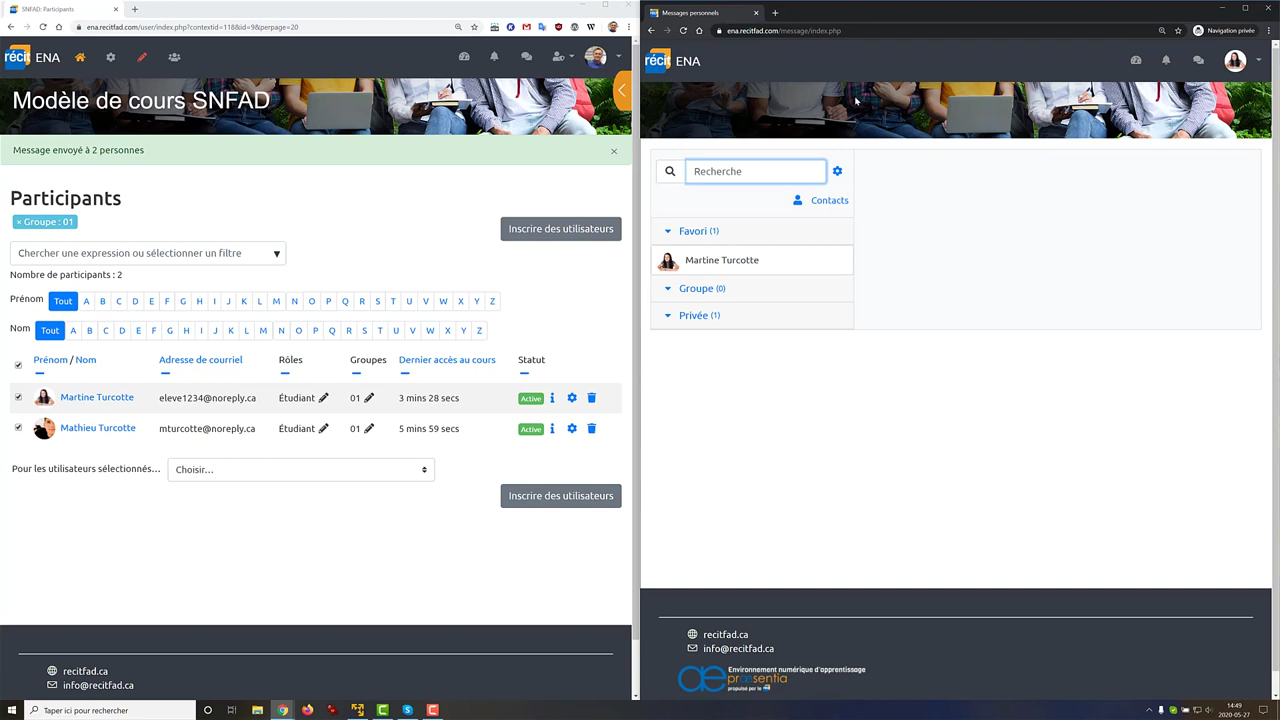 SNFAD: Participants
ena.recitfad.com/user/index.php?contextid=118&id=9&perpage=20
récit ENA
Modèle de cours SNFAD
Message envoyé à 2 personnes ×
Participants
× Groupe : 01
Inscrire des utilisateurs
Chercher une expression ou sélectionner un filtre ▼
Nombre de participants : 2
Prénom Tout A B C D E F G H I J K L M N O P Q R S T U V W X Y Z
Nom Tout A B C D E F G H I J K L M N O P Q R S T U V W X Y Z
Prénom / Nom Adresse de courriel Rôles Groupes Dernier accès au cours Statut
Martine Turcotte eleve1234@noreply.ca Étudiant 01 3 mins 28 secs Active
Mathieu Turcotte mturcotte@noreply.ca Étudiant 01 5 mins 59 secs Active
Pour les utilisateurs sélectionnés… Choisir...
Inscrire des utilisateurs
recitfad.ca
info@recitfad.ca
Messages personnels
ena.recitfad.com/message/index.php
Navigation privée
récit ENA
Recherche
Contacts
Favori (1)
Martine Turcotte
Groupe (0)
Privée (1)
recitfad.ca
info@recitfad.ca
Environnement numérique d'apprentissage
præsentia
propulsé par le
Taper ici pour rechercher
14:49
2020-05-27